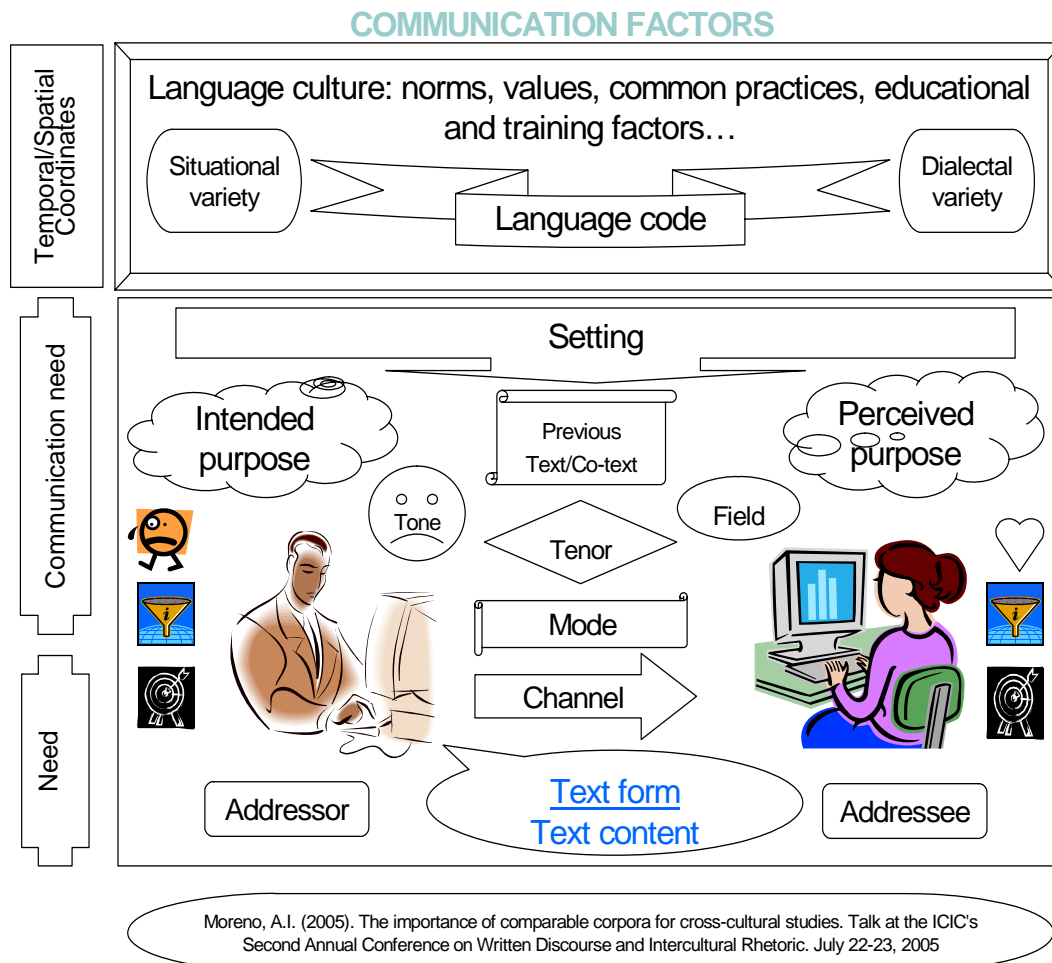 COMMUNICATION FACTORS
Temporal/Spatial
Coordinates
Language culture: norms, values, common practices, educational
and training factors…
Situational
variety
Language code
Dialectal
variety
Communication need
Setting
Intended
purpose
Previous
Text/Co-text
Perceived
purpose
Tone
Field
Tenor
i
i
Mode
Need
Channel
Text form
Text content
Addressor
Addressee
Moreno, A.I. (2005). The importance of comparable corpora for cross-cultural studies. Talk at the ICIC's
Second Annual Conference on Written Discourse and Intercultural Rhetoric. July 22-23, 2005